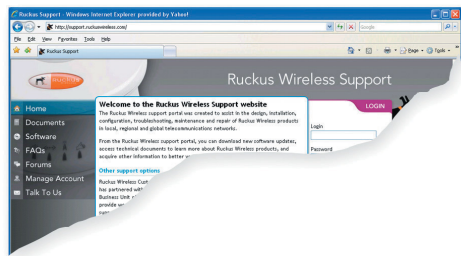 Ruckus Support - Windows Internet Explorer provided by Yahoo!
http://support.ruckuswireless.com/
Google
File Edit View Favorites Tools Help
Ruckus Support
Page Tools
Ruckus Wireless Support
LOGIN
Home
Documents
Software
FAQs
Forums
Manage Account
Talk To Us
Welcome to the Ruckus Wireless Support website
The Ruckus Wireless support portal was created to assist in the design, installation,
configuration, troubleshooting, maintenance and repair of Ruckus Wireless products
in local, regional and global telecommunications networks.
From the Ruckus Wireless support portal, you can download new software updates,
access technical documents to learn more about Ruckus Wireless products, and
acquire other information to better
Other support options
Ruckus Wireless
has partnered with
Business Unit
provide
Login
Password